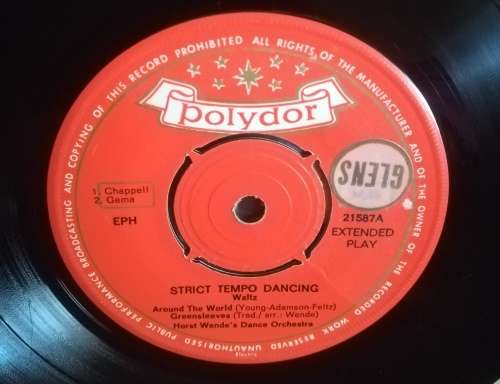 ALL RIGHTS OF THE MANUFACTURER AND OF THE OWNER OF THE RECORDED WORK RESERVED UNAUTHORISED PUBLIC PERFORMANCE BROADCASTING AND COPYING OF THIS RECORD PROHIBITED
polydor
GLENS
1. Chappell
2. Gema
EPH
21587A
EXTENDED
PLAY
STRICT TEMPO DANCING
Waltz
Around The World (Young-Adamson-Feltz)
Greensleeves (Trad./ arr.: Wende)
Horst Wende's Dance Orchestra